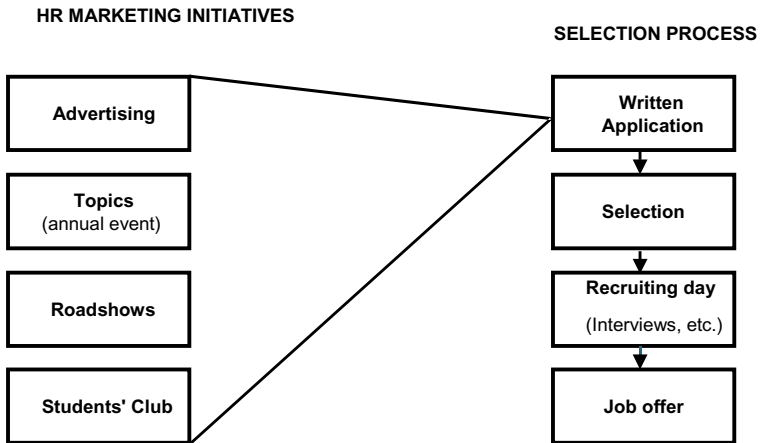 HR MARKETING INITIATIVES
Advertising
Topics
(annual event)
Roadshows
Students' Club
SELECTION PROCESS
Written
Application
Selection
Recruiting day
(Interviews, etc.)
Job offer